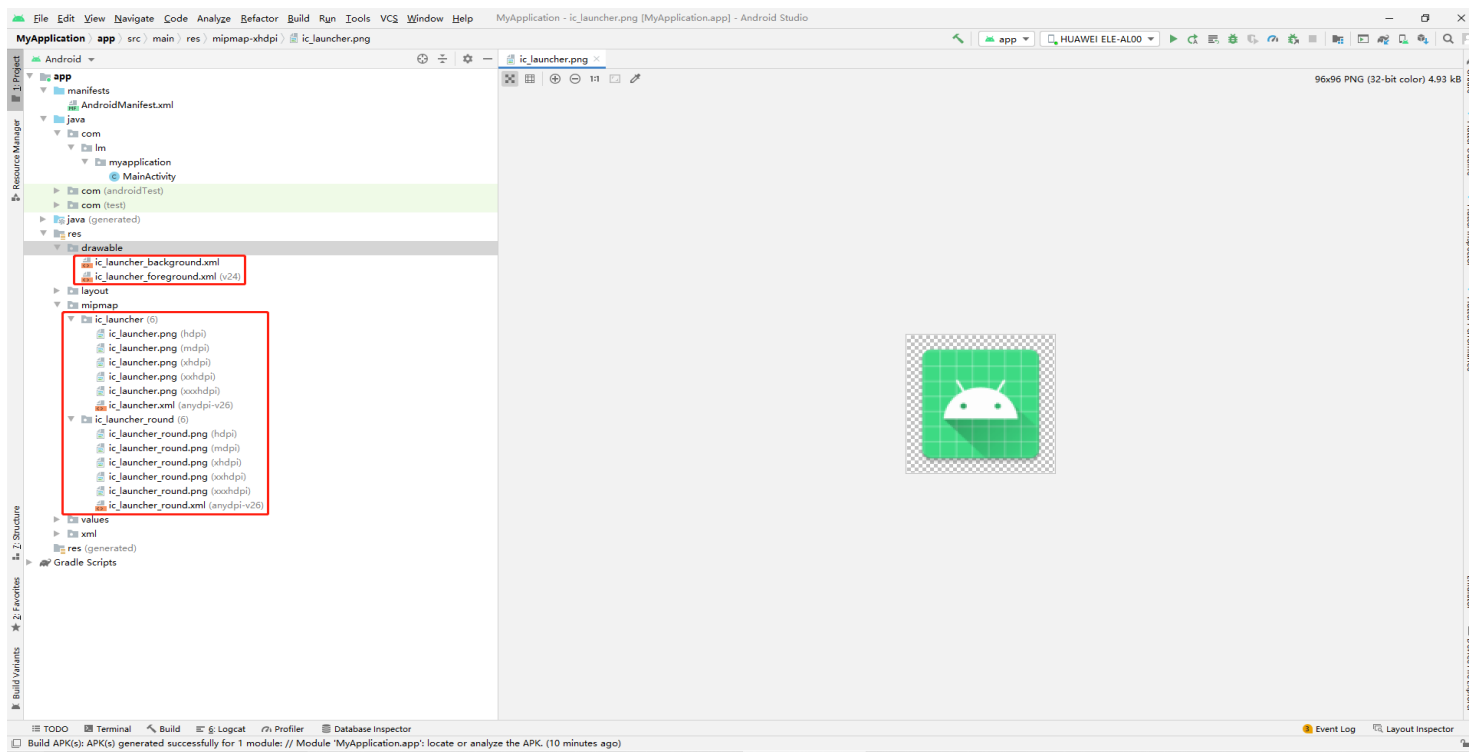 File Edit View Navigate Code Analyze Refactor Build Run Tools VCS Window Help MyApplication - ic_launcher.png [MyApplication.app] - Android Studio
MyApplication app src main res mipmap-xhdpi ic_launcher.png app HUAWEI ELE-AL00
Android ic_launcher.png
1: Project
Resource Manager
7: Structure
2: Favorites
Build Variants
1:1 96x96 PNG (32-bit color) 4.93 kB
app
manifests
AndroidManifest.xml
java
com
lm
myapplication
MainActivity
com (androidTest)
com (test)
java (generated)
res
drawable
ic_launcher_background.xml
ic_launcher_foreground.xml (v24)
layout
mipmap
ic_launcher (6)
ic_launcher.png (hdpi)
ic_launcher.png (mdpi)
ic_launcher.png (xhdpi)
ic_launcher.png (xxhdpi)
ic_launcher.png (xxxhdpi)
ic_launcher.xml (anydpi-v26)
ic_launcher_round (6)
ic_launcher_round.png (hdpi)
ic_launcher_round.png (mdpi)
ic_launcher_round.png (xhdpi)
ic_launcher_round.png (xxhdpi)
ic_launcher_round.png (xxxhdpi)
ic_launcher_round.xml (anydpi-v26)
values
xml
res (generated)
Gradle Scripts
TODO Terminal Build 6: Logcat Profiler Database Inspector 3 Event Log Layout Inspector
Build APK(s): APK(s) generated successfully for 1 module: // Module 'MyApplication.app': locate or analyze the APK. (10 minutes ago)